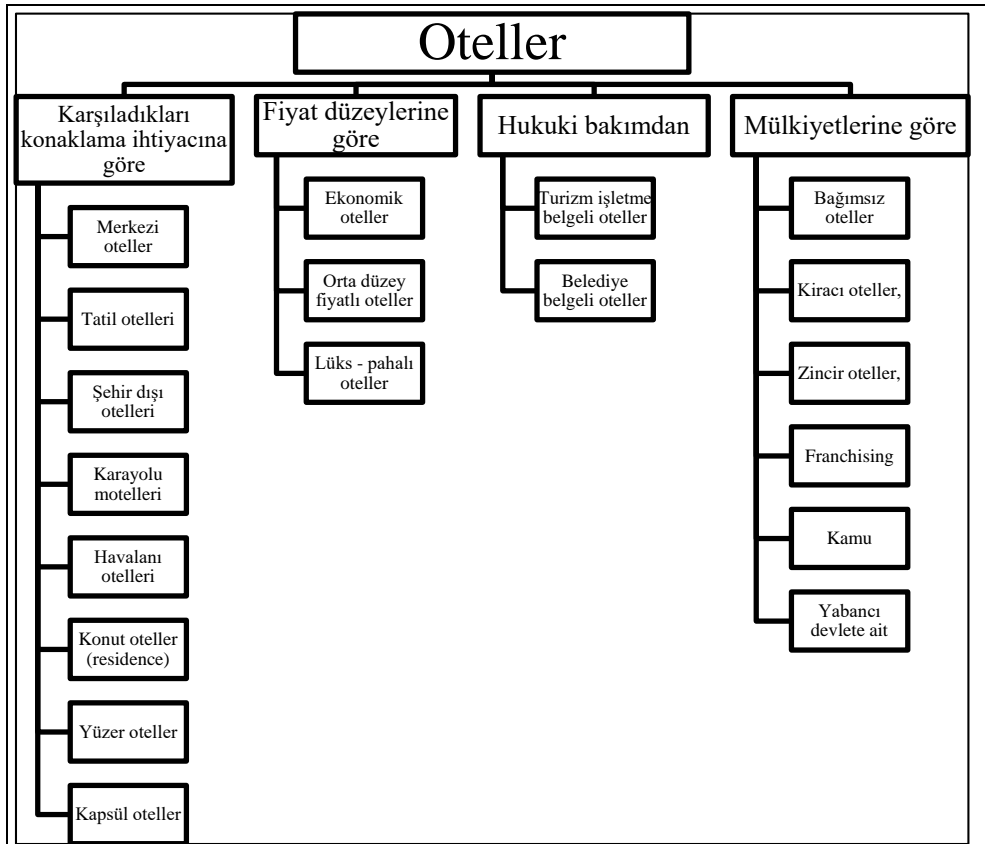 Oteller
Karşıladıkları
konaklama ihtiyacına
göre
Merkezi
oteller
Tatil otelleri
Şehir dışı
otelleri
Karayolu
motelleri
Havalanı
otelleri
Konut oteller
(residence)
Yüzer oteller
Kapsül oteller
Fiyat düzeylerine
göre
Ekonomik
oteller
Orta düzey
fiyatlı oteller
Lüks - pahalı
oteller
Hukuki bakımdan
Turizm işletme
belgeli oteller
Belediye
belgeli oteller
Mülkiyetlerine göre
Bağımsız
oteller
Kiracı oteller,
Zincir oteller,
Franchising
Kamu
Yabancı
devlete ait